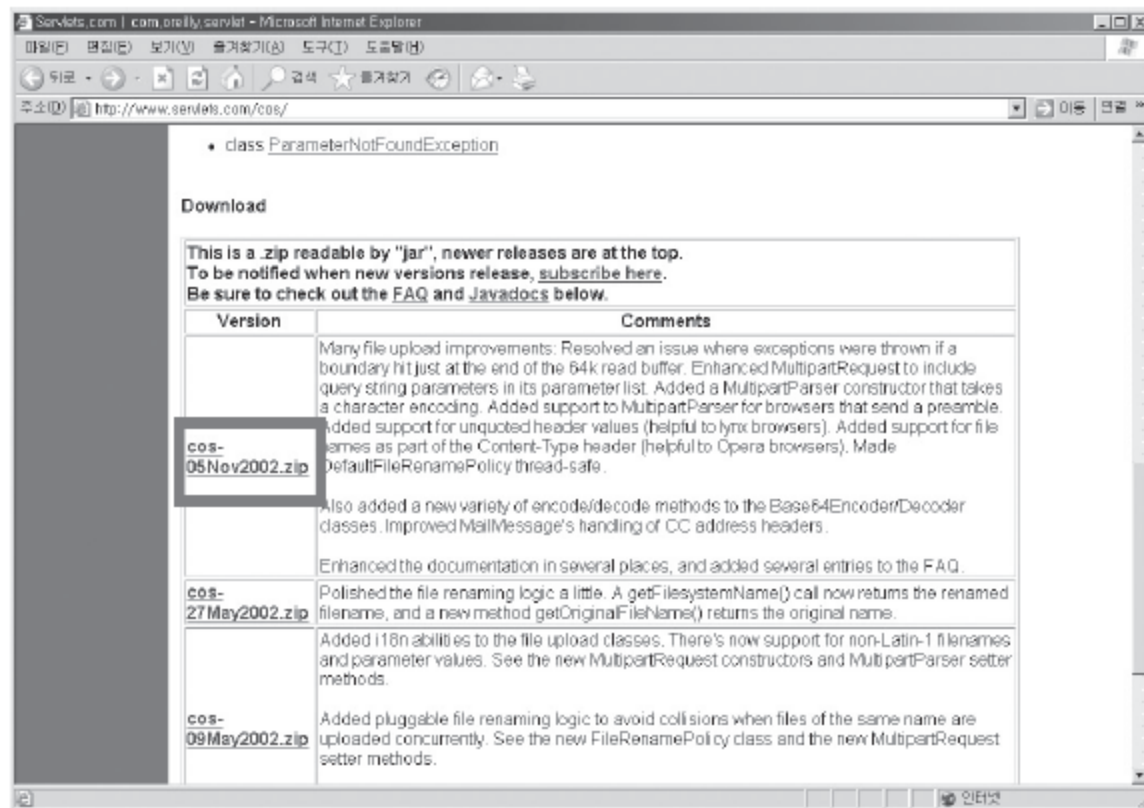 Servlets.com | com.oreilly.servlet - Microsoft Internet Explorer
파일(F) 편집(E) 보기(V) 즐겨찾기(A) 도구(T) 도움말(H)
뒤로 검색 즐겨찾기
주소(D) http://www.servlets.com/cos/ 이동 연결 »
• class ParameterNotFoundException
Download
This is a .zip readable by "jar", newer releases are at the top.
To be notified when new versions release, subscribe here.
Be sure to check out the FAQ and Javadocs below.
Version Comments
cos-
05Nov2002.zip
Many file upload improvements: Resolved an issue where exceptions were thrown if a
boundary hit just at the end of the 64k read buffer. Enhanced MultipartRequest to include
query string parameters in its parameter list. Added a MultipartParser constructor that takes
a character encoding. Added support to MultipartParser for browsers that send a preamble.
Added support for unquoted header values (helpful to lynx browsers). Added support for file
names as part of the Content-Type header (helpful to Opera browsers). Made
DefaultFileRenamePolicy thread-safe.
Also added a new variety of encode/decode methods to the Base64Encoder/Decoder
classes. Improved MailMessage's handling of CC address headers.
Enhanced the documentation in several places, and added several entries to the FAQ.
cos-
27May2002.zip
Polished the file renaming logic a little. A getFilesystemName() call now returns the renamed
filename, and a new method getOriginalFileName() returns the original name.
cos-
09May2002.zip
Added i18n abilities to the file upload classes. There's now support for non-Latin-1 filenames
and parameter values. See the new MultipartRequest constructors and MultipartParser setter
methods.
Added pluggable file renaming logic to avoid collisions when files of the same name are
uploaded concurrently. See the new FileRenamePolicy class and the new MultipartRequest
setter methods.
인터넷